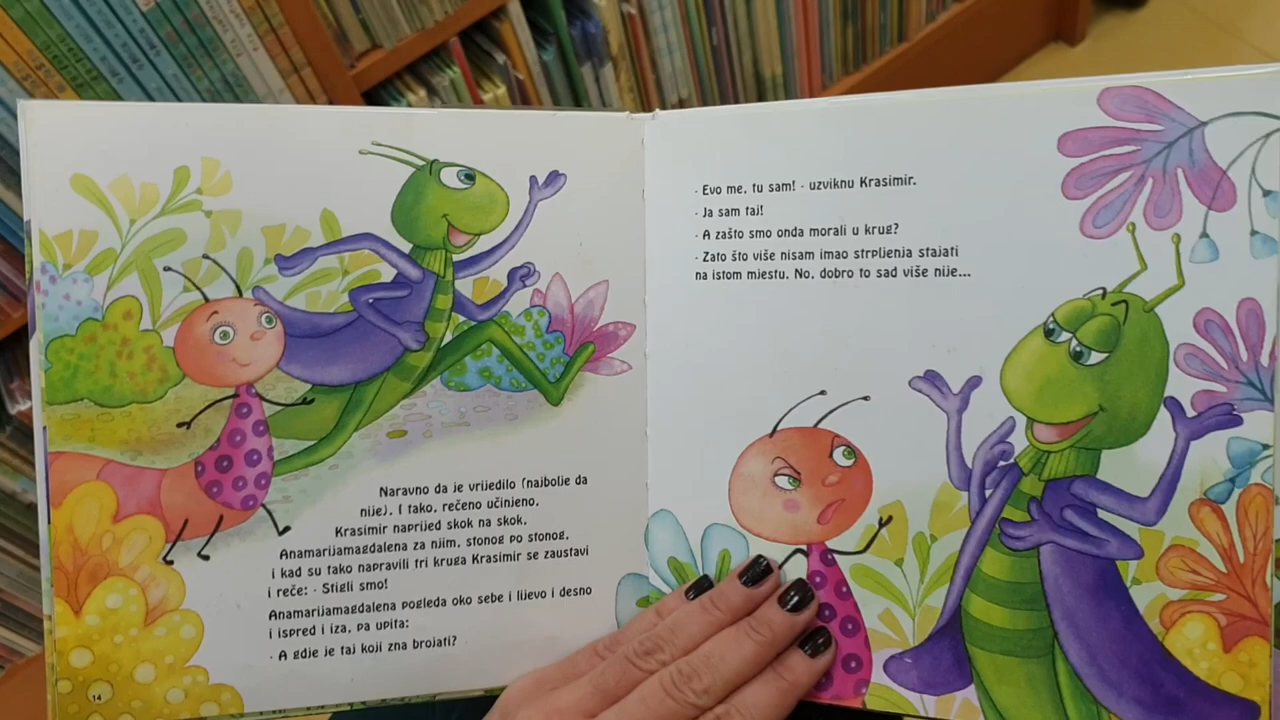 Naravno da je vrijedilo (najbolje da
nije). I tako, rečeno učinjeno,
Krasimir naprijed skok na skok,
Anamarijamagdalena za njim, stonog po stonog,
i kad su tako napravili tri kruga Krasimir se zaustavi
i reče: - Stigli smo!
Anamarijamagdalena pogleda oko sebe i lijevo i desno
i ispred i iza, pa upita:
- A gdje je taj koji zna brojati?
14
- Evo me, tu sam! - uzviknu Krasimir.
- Ja sam taj!
- A zašto smo onda morali u krug?
- Zato što više nisam imao strpljenja stajati
na istom mjestu. No, dobro to sad više nije...